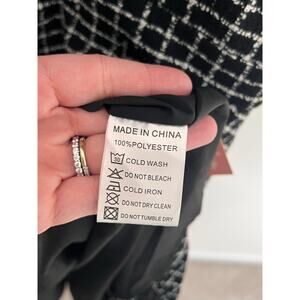 MADE IN CHINA
100%POLYESTER
30 COLD WASH
DO NOT BLEACH
COLD IRON
DO NOT DRY CLEAN
DO NOT TUMBLE DRY